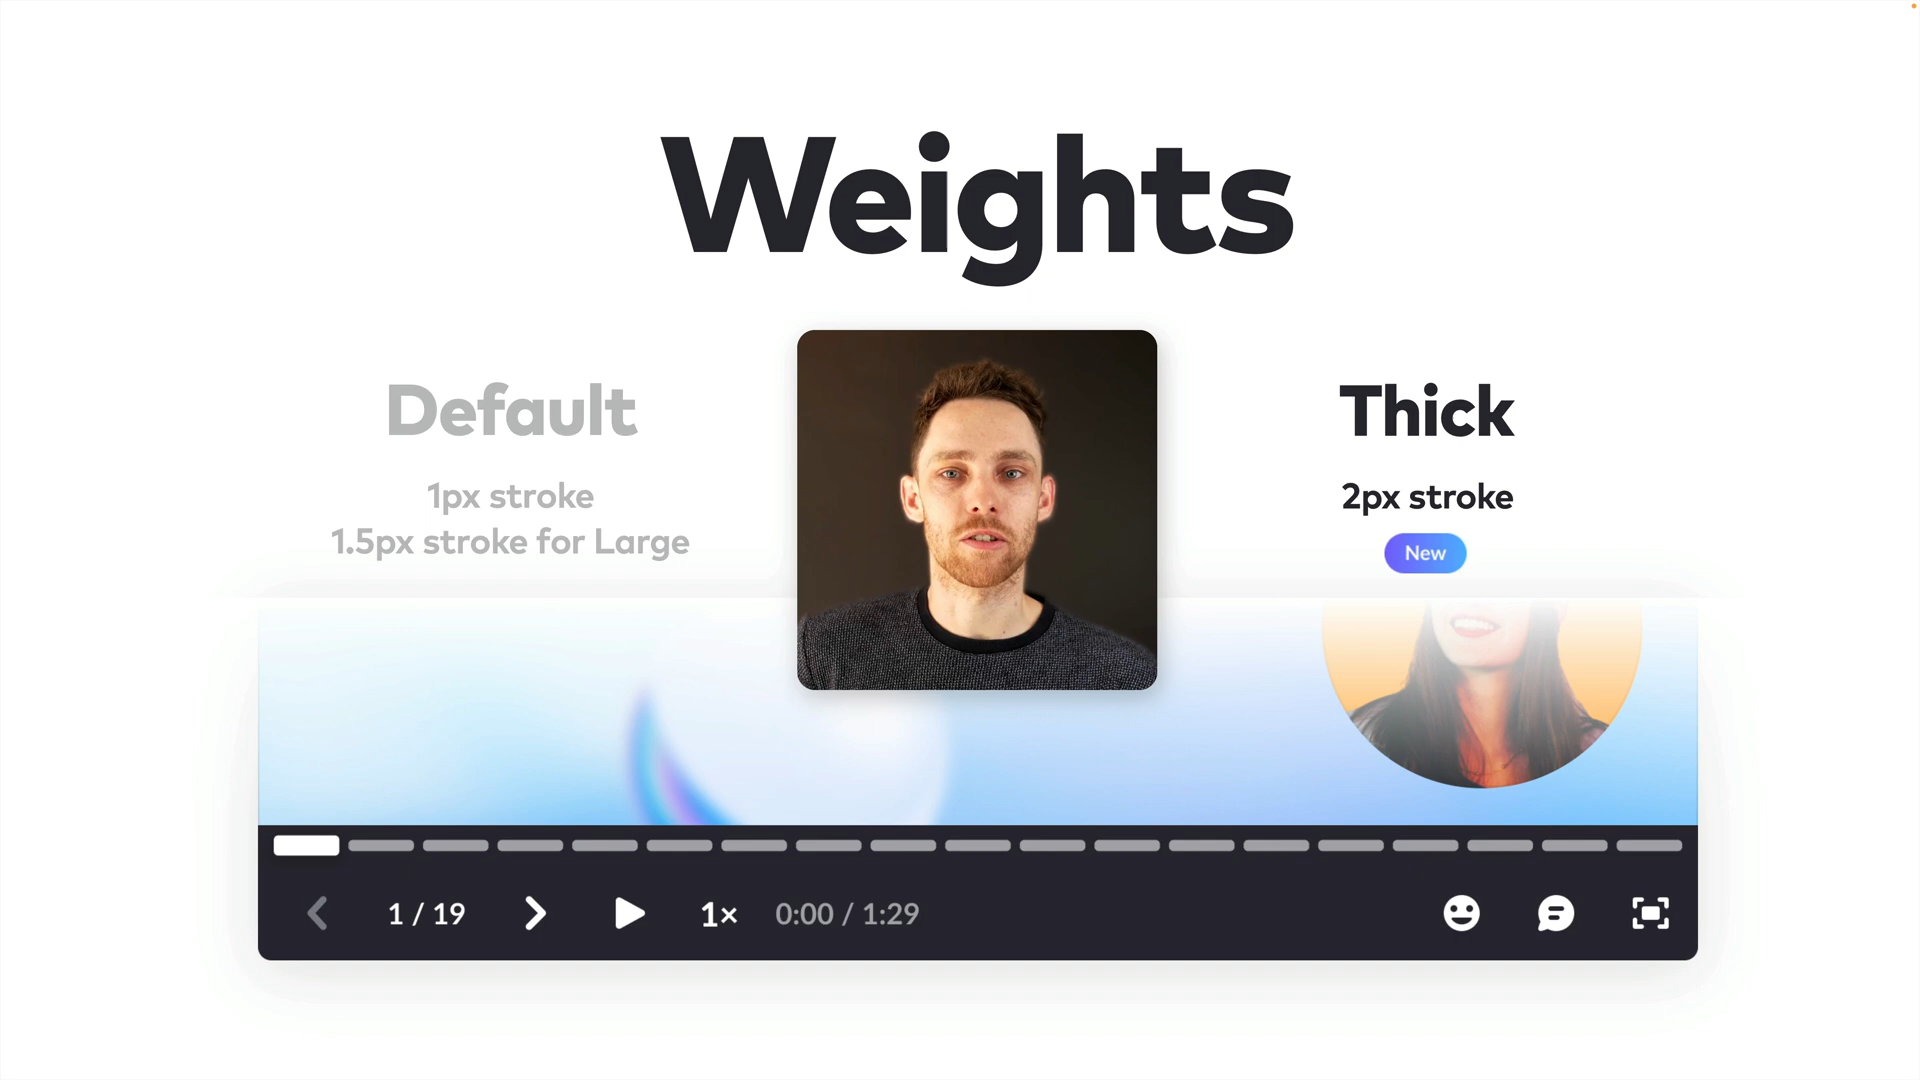 Weights
Default
1px stroke
1.5px stroke for Large
Thick
2px stroke
New
1 / 19
1×
0:00 / 1:29